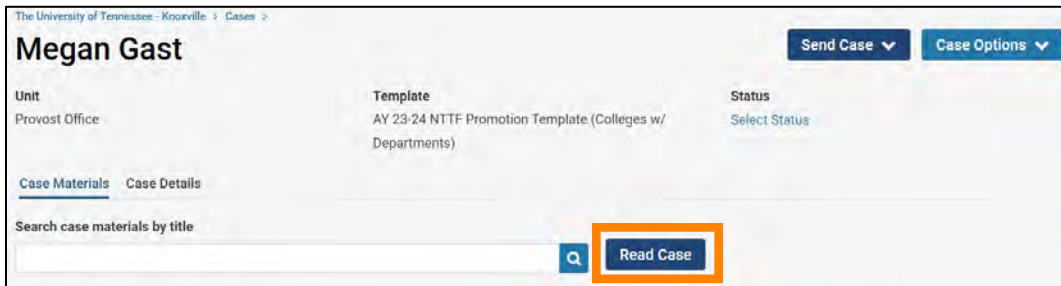 The University of Tennessee - Knoxville > Cases >
Megan Gast
Send Case
Case Options
Unit
Template
Status
Provost Office
AY 23-24 NTTF Promotion Template (Colleges w/
Departments)
Select Status
Case Materials
Case Details
Search case materials by title
Read Case